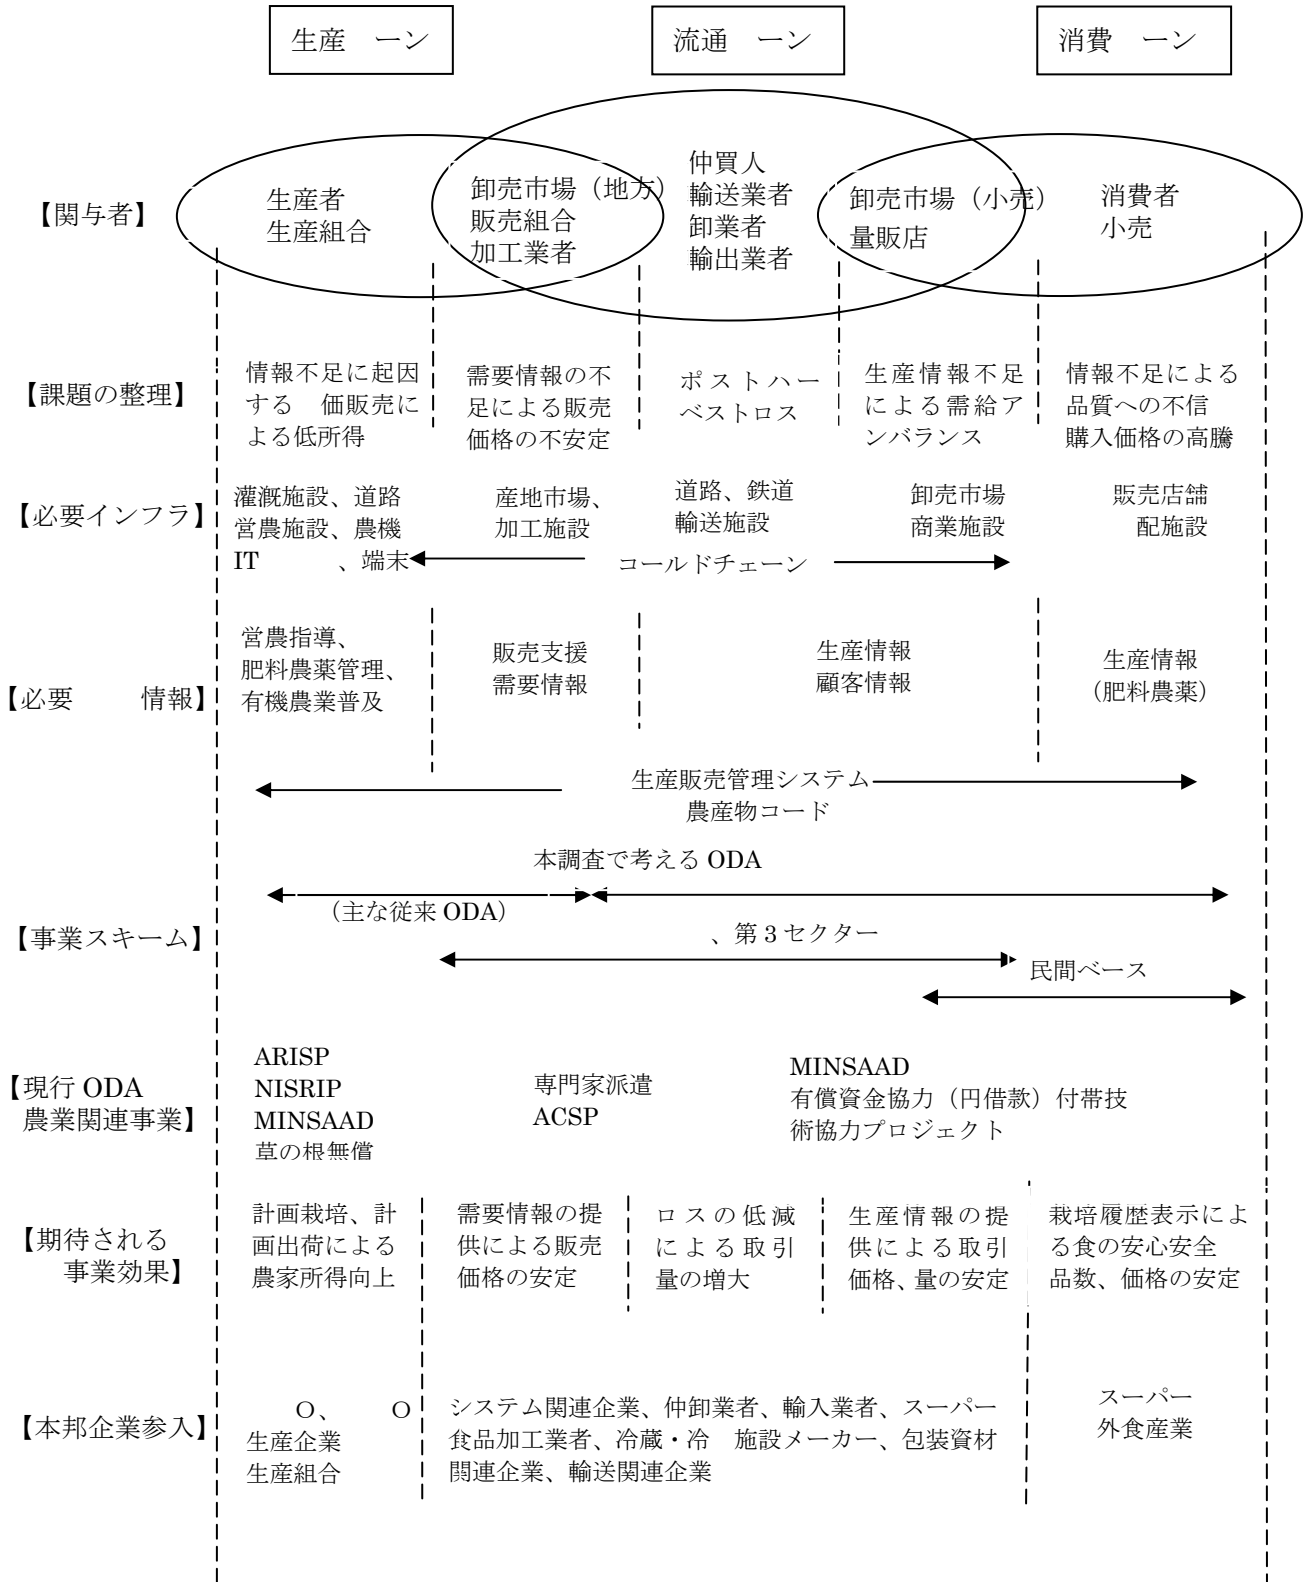 生産　ーン
流通　ーン
消費　ーン
【関与者】
生産者
生産組合
卸売市場（地方）
販売組合
加工業者
仲買人
輸送業者
卸業者
輸出業者
卸売市場（小売）
量販店
消費者
小売
【課題の整理】
情報不足に起因
する　価販売に
よる低所得
需要情報の不
足による販売
価格の不安定
ポストハー
ベストロス
生産情報不足
による需給ア
ンバランス
情報不足による
品質への不信
購入価格の高騰
【必要インフラ】
灌漑施設、道路
営農施設、農機
IT　　　、端末
産地市場、
加工施設
道路、鉄道
輸送施設
卸売市場
商業施設
販売店舗
配施設
コールドチェーン
【必要　　情報】
営農指導、
肥料農薬管理、
有機農業普及
販売支援
需要情報
生産情報
顧客情報
生産情報
（肥料農薬）
生産販売管理システム
農産物コード
【事業スキーム】
本調査で考える ODA
（主な従来 ODA）
、第 3 セクター
民間ベース
【現行 ODA
農業関連事業】
ARISP
NISRIP
MINSAAD
草の根無償
専門家派遣
ACSP
MINSAAD
有償資金協力（円借款）付帯技
術協力プロジェクト
【期待される
事業効果】
計画栽培、計
画出荷による
農家所得向上
需要情報の提
供による販売
価格の安定
ロスの低減
による取引
量の増大
生産情報の提
供による取引
価格、量の安定
栽培履歴表示によ
る食の安心安全
品数、価格の安定
【本邦企業参入】
O、　　O
生産企業
生産組合
システム関連企業、仲卸業者、輸入業者、スーパー
食品加工業者、冷蔵・冷　施設メーカー、包装資材
関連企業、輸送関連企業
スーパー
外食産業